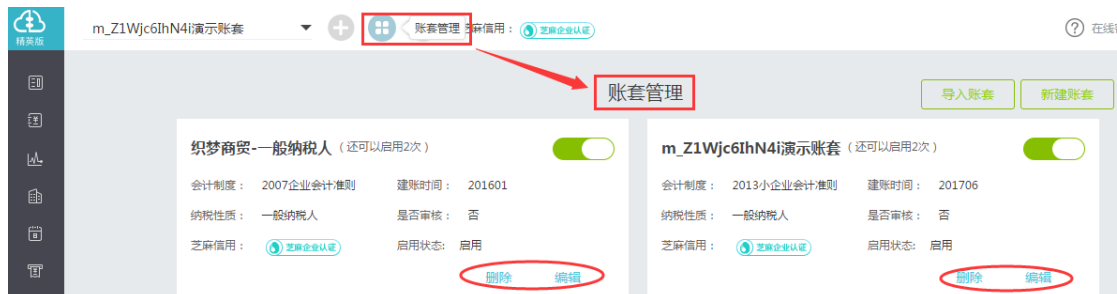 精英版
m_Z1Wjc6IhN4i演示账套
账套管理
芝麻信用：
芝麻企业认证
在线
账套管理
导入账套
新建账套
织梦商贸-一般纳税人（还可以启用2次）
会计制度： 2007企业会计准则 建账时间： 201601
纳税性质： 一般纳税人 是否审核： 否
芝麻信用： 芝麻企业认证 启用状态: 启用
删除 编辑
m_Z1Wjc6IhN4i演示账套（还可以启用2次）
会计制度： 2013小企业会计准则 建账时间： 201706
纳税性质： 一般纳税人 是否审核： 否
芝麻信用： 芝麻企业认证 启用状态: 启用
删除 编辑